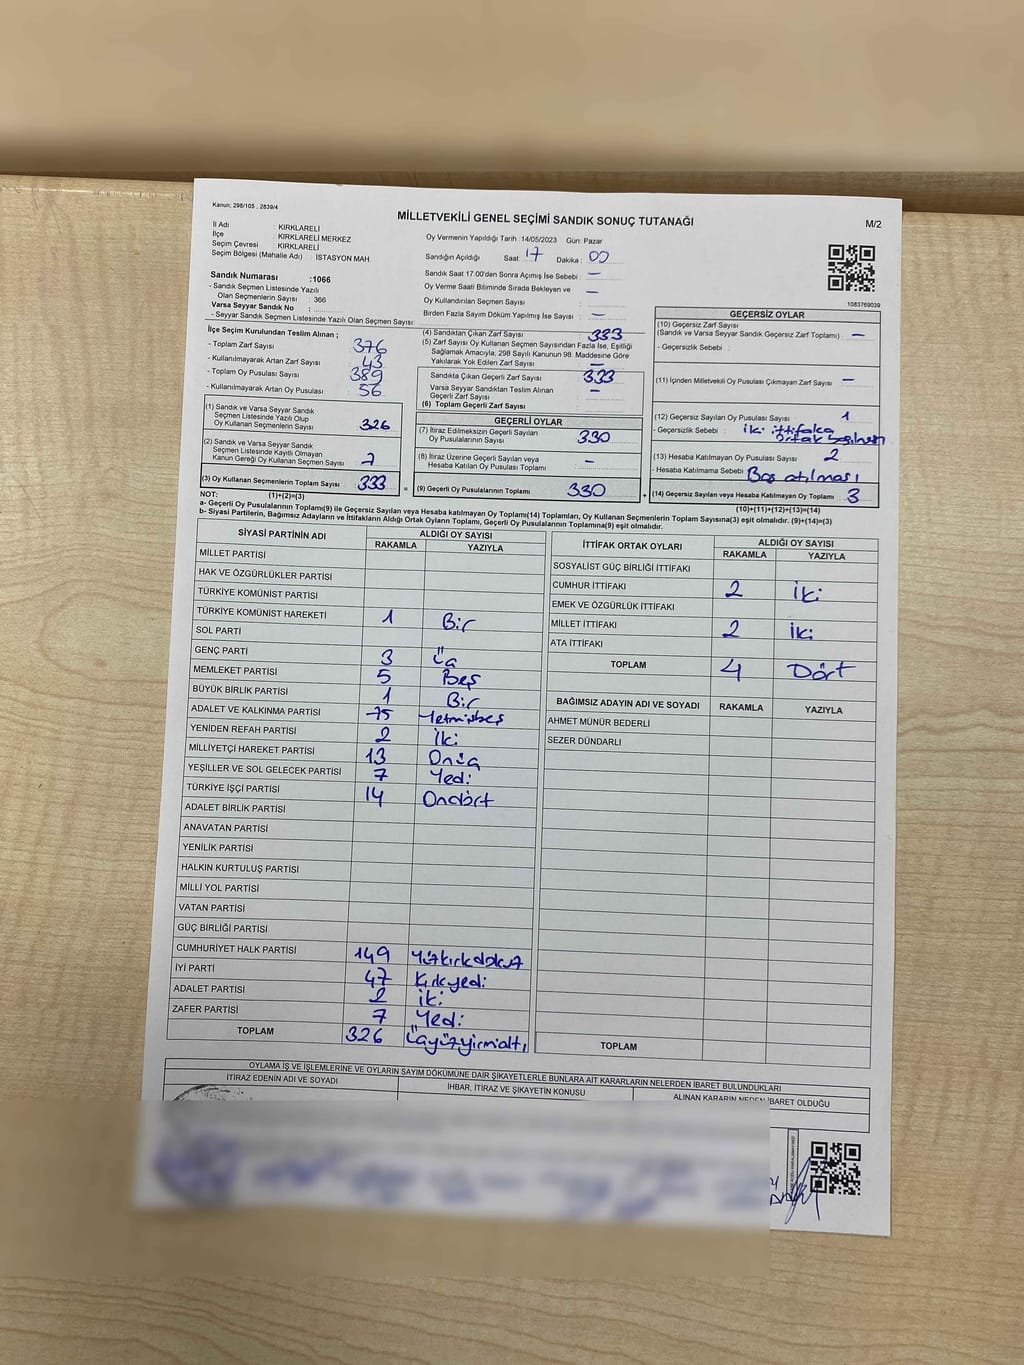 Kanun; 298/105 , 2839/4
MİLLETVEKİLİ GENEL SEÇİMİ SANDIK SONUÇ TUTANAĞI
M/2
İl Adı : KIRKLARELİ
İlçe : KIRKLARELİ MERKEZ
Seçim Çevresi : KIRKLARELİ
Seçim Bölgesi (Mahalle Adı) : İSTASYON MAH.
Oy Vermenin Yapıldığı Tarih :14/05/2023 Gün: Pazar
Sandığın Açıldığı Saat : 17 Dakika : 00
Sandık Saat 17:00'den Sonra Açımış İse Sebebi : —
Oy Verme Saati Bitiminde Sırada Bekleyen ve : —
Oy Kullandırılan Seçmen Sayısı :
Birden Fazla Sayım Döküm Yapılmış İse Sayısı : —
1083769039
Sandık Numarası :1066
- Sandık Seçmen Listesinde Yazılı
Olan Seçmenlerin Sayısı : 366
Varsa Seyyar Sandık No :
- Seyyar Sandık Seçmen Listesinde Yazılı Olan Seçmen Sayısı:
İlçe Seçim Kurulundan Teslim Alınan ;
- Toplam Zarf Sayısı : 376
- Kullanılmayarak Artan Zarf Sayısı : 43
- Toplam Oy Pusulası Sayısı : 389
- Kullanılmayarak Artan Oy Pusulası : 56
(1) Sandık ve Varsa Seyyar Sandık
Seçmen Listesinde Yazılı Olup
Oy Kullanan Seçmenlerin Sayısı : 326
(2) Sandık ve Varsa Seyyar Sandık
Seçmen Listesinde Kayıtlı Olmayan
Kanun Gereği Oy Kullanan Seçmen Sayısı : 7
(3) Oy Kullanan Seçmenlerin Toplam Sayısı : 333
(4) Sandıktan Çıkan Zarf Sayısı : 333
(5) Zarf Sayısı Oy Kullanan Seçmen Sayısından Fazla İse, Eşitliği
Sağlamak Amacıyla, 298 Sayılı Kanunun 98. Maddesine Göre
Yakılarak Yok Edilen Zarf Sayısı : —
Sandıkta Çıkan Geçerli Zarf Sayısı : 333
Varsa Seyyar Sandıktan Teslim Alınan
Geçerli Zarf Sayısı : —
(6) Toplam Geçerli Zarf Sayısı :
GEÇERLİ OYLAR
(7) İtiraz Edilmeksizin Geçerli Sayılan
Oy Pusulalarının Sayısı : 330
(8) İtiraz Üzerine Geçerli Sayılan veya
Hesaba Katılan Oy Pusulası Toplamı : —
= (9) Geçerli Oy Pusulalarının Toplamı 330
GEÇERSİZ OYLAR
(10) Geçersiz Zarf Sayısı
(Sandık ve Varsa Seyyar Sandık Geçersiz Zarf Toplamı) : —
- Geçersizlik Sebebi :
(11) İçinden Milletvekili Oy Pusulası Çıkmayan Zarf Sayısı : —
(12) Geçersiz Sayılan Oy Pusulası Sayısı : 1
- Geçersizlik Sebebi : iki ittifaka
ortak
(13) Hesaba Katılmayan Oy Pusulası Sayısı : 2
- Hesaba Katılmama Sebebi : Boş atılması
+ (14) Geçersiz Sayılan veya Hesaba Katılmayan Oy Toplamı : 3
NOT: (1)+(2)=(3)
(10)+(11)+(12)+(13)=(14)
a- Geçerli Oy Pusulalarının Toplamı(9) ile Geçersiz Sayılan veya Hesaba Katılmayan Oy Toplamı(14) Toplamları, Oy Kullanan Seçmenlerin Toplam Sayısına(3) eşit olmalıdır. (9)+(14)=(3)
b- Siyasi Partilerin, Bağımsız Adayların ve İttifakların Aldığı Ortak Oyların Toplamı, Geçerli Oy Pusulalarının Toplamına(9) eşit olmalıdır.
SİYASİ PARTİNİN ADI ALDIĞI OY SAYISI
RAKAMLA YAZIYLA
MİLLET PARTİSİ
HAK VE ÖZGÜRLÜKLER PARTİSİ
TÜRKİYE KOMÜNİST PARTİSİ
TÜRKİYE KOMÜNİST HAREKETİ 1 Bir
SOL PARTİ
GENÇ PARTİ 3 Üç
MEMLEKET PARTİSİ 5 Beş
BÜYÜK BİRLİK PARTİSİ 1 Bir
ADALET VE KALKINMA PARTİSİ 75 Yetmişbeş
YENİDEN REFAH PARTİSİ 2 İki
MİLLİYETÇİ HAREKET PARTİSİ 13 Onüç
YEŞİLLER VE SOL GELECEK PARTİSİ 7 Yedi
TÜRKİYE İŞÇİ PARTİSİ 14 Ondört
ADALET BİRLİK PARTİSİ
ANAVATAN PARTİSİ
YENİLİK PARTİSİ
HALKIN KURTULUŞ PARTİSİ
MİLLİ YOL PARTİSİ
VATAN PARTİSİ
GÜÇ BİRLİĞİ PARTİSİ
CUMHURİYET HALK PARTİSİ 149 Yüzkırkdokuz
İYİ PARTİ 47 Kırkyedi
ADALET PARTİSİ 2 İki
ZAFER PARTİSİ 7 Yedi
TOPLAM 326 Üçyüzyirmialtı
İTTİFAK ORTAK OYLARI ALDIĞI OY SAYISI
RAKAMLA YAZIYLA
SOSYALİST GÜÇ BİRLİĞİ İTTİFAKI
CUMHUR İTTİFAKI 2 İki
EMEK VE ÖZGÜRLÜK İTTİFAKI
MİLLET İTTİFAKI 2 İki
ATA İTTİFAKI
TOPLAM 4 Dört
BAĞIMSIZ ADAYIN ADI VE SOYADI RAKAMLA YAZIYLA
AHMET MÜNÜR BEDERLİ
SEZER DÜNDARLI
TOPLAM
OYLAMA İŞ VE İŞLEMLERİNE VE OYLARIN SAYIM DÖKÜMÜNE DAİR ŞİKAYETLERLE BUNLARA AİT KARARLARIN NELERDEN İBARET BULUNDUKLARI
İTİRAZ EDENİN ADI VE SOYADI İHBAR, İTİRAZ VE ŞİKAYETİN KONUSU ALINAN KARARIN NEDEN İBARET OLDUĞU